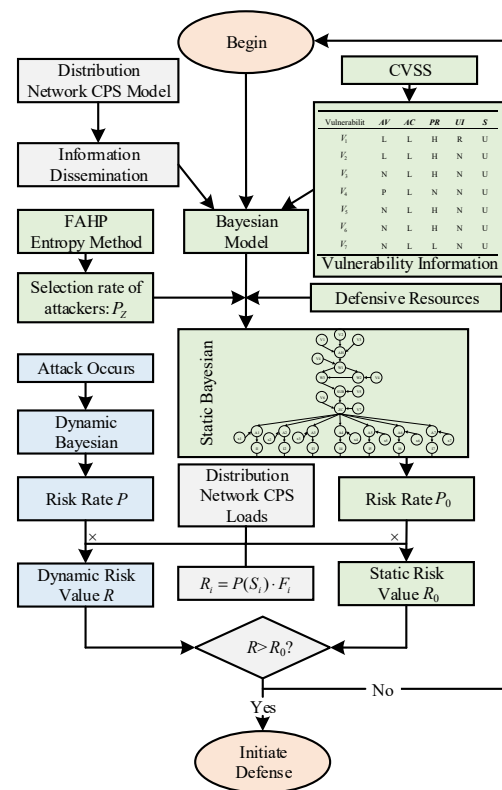 Begin
Distribution
Network CPS Model
CVSS
Vulnerabilit AV AC PR UI S
V1 L L H R U
V2 L L H N U
V3 N L H N U
V4 P L N N U
V5 N L H N U
V6 N L H N U
V7 N L L N U
Vulnerability Information
Information
Dissemination
Bayesian
Model
FAHP
Entropy Method
Selection rate of
attackers: PZ
Defensive Resources
Static Bayesian
Attack Occurs
Dynamic
Bayesian
Risk Rate P
Distribution
Network CPS
Loads
Risk Rate P0
×
×
Dynamic Risk
Value R
Ri = P(Si) · Fi
Static Risk
Value R0
R>R0?
No
Yes
Initiate
Defense